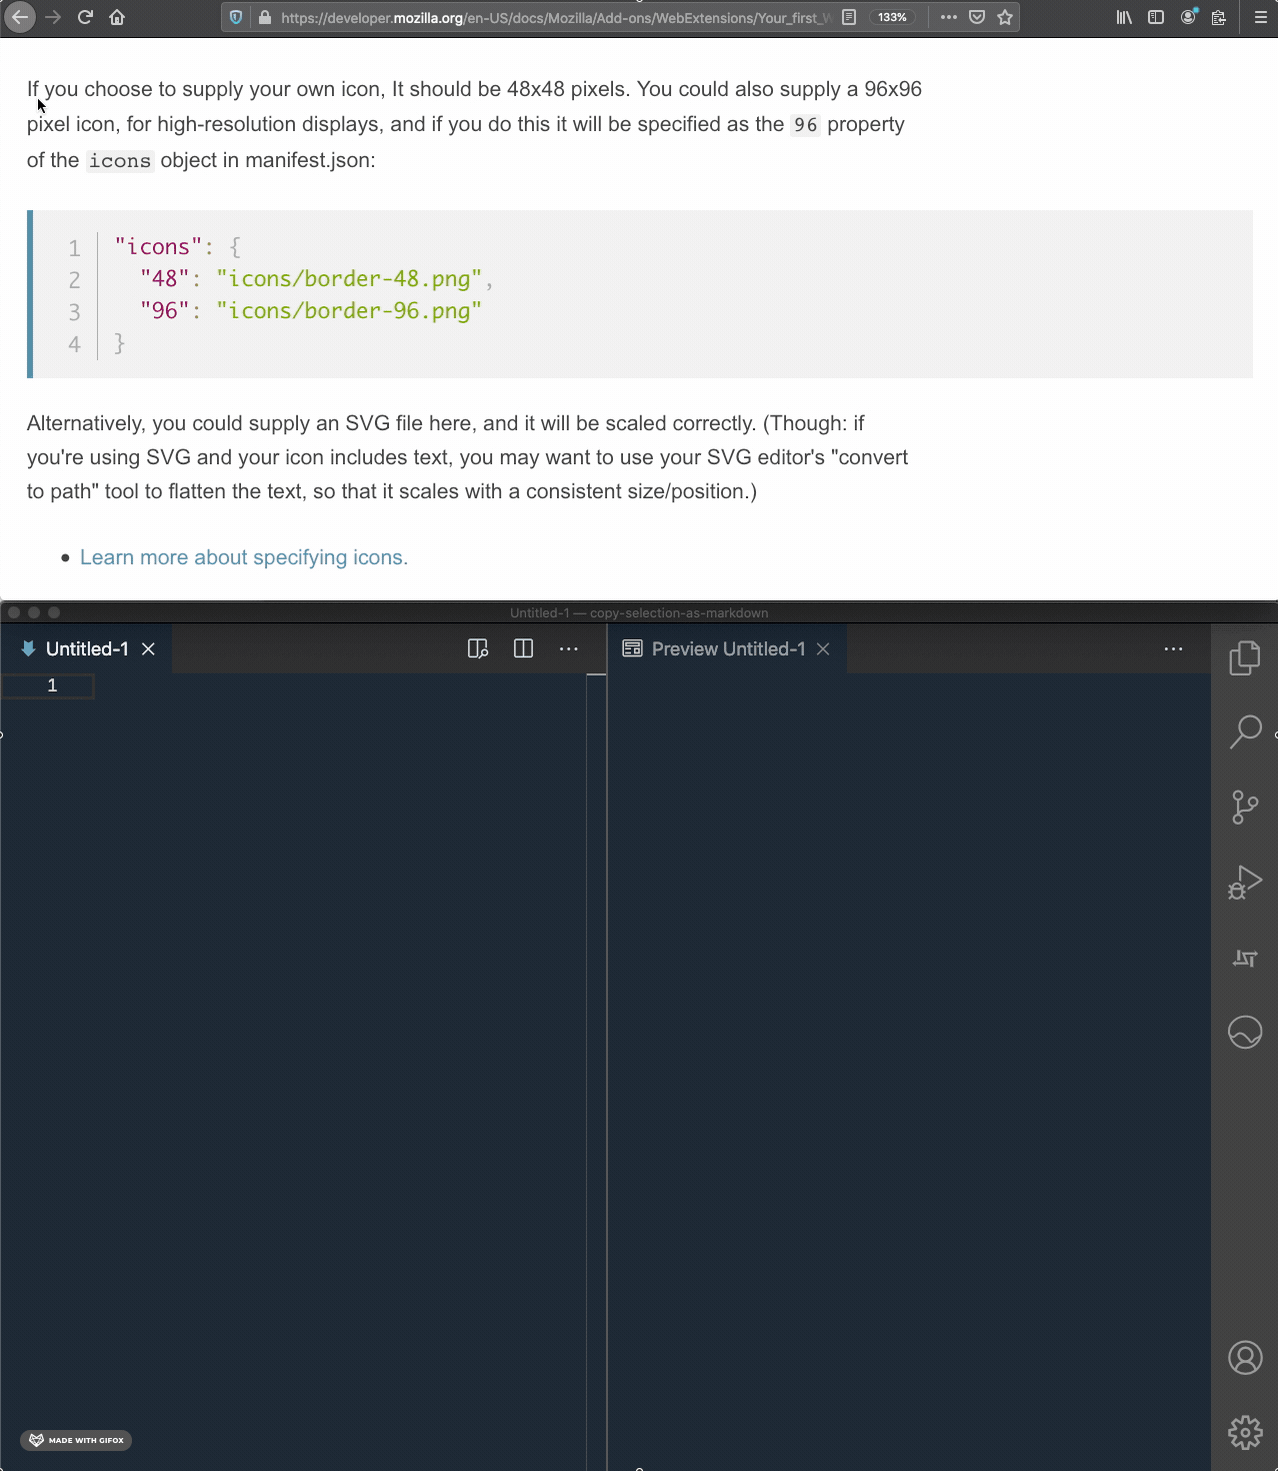 https://developer.mozilla.org/en-US/docs/Mozilla/Add-ons/WebExtensions/Your_first_W
133%
If you choose to supply your own icon, It should be 48x48 pixels. You could also supply a 96x96
pixel icon, for high-resolution displays, and if you do this it will be specified as the 96 property
of the icons object in manifest.json:
1 "icons": {
2 "48": "icons/border-48.png",
3 "96": "icons/border-96.png"
4 }
Alternatively, you could supply an SVG file here, and it will be scaled correctly. (Though: if
you're using SVG and your icon includes text, you may want to use your SVG editor's "convert
to path" tool to flatten the text, so that it scales with a consistent size/position.)
• Learn more about specifying icons.
Untitled-1 — copy-selection-as-markdown
Untitled-1
Preview Untitled-1
1
MADE WITH GIFOX